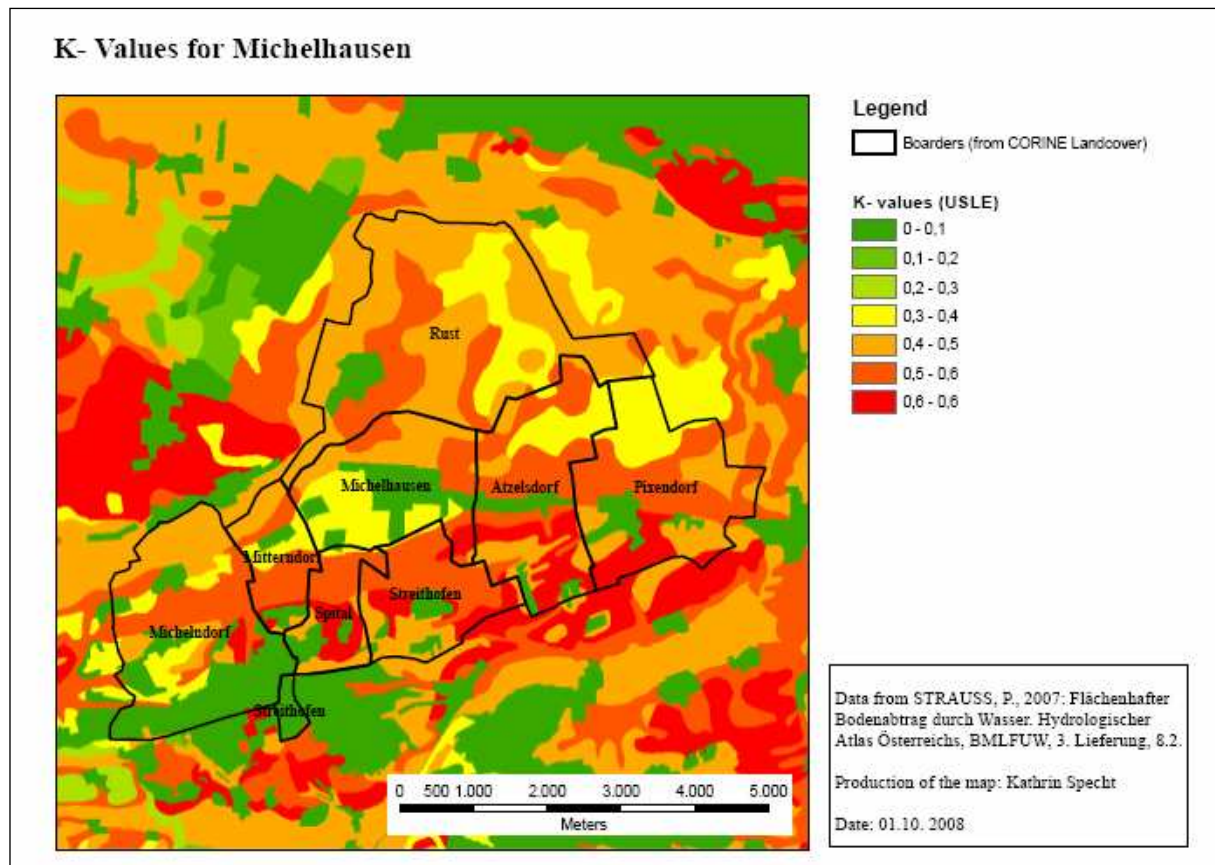 K- Values for Michelhausen
Legend
Boarders (from CORINE Landcover)
K- values (USLE)
0 - 0,1
0,1 - 0,2
0,2 - 0,3
0,3 - 0,4
0,4 - 0,5
0,5 - 0,6
0,6 - 0,6
Rust
Michelhausen
Atzelsdorf
Pixendorf
Mitterndorf
Streithofen
Spital
Michelndorf
Streithofen
0 500 1.000 2.000 3.000 4.000 5.000
Meters
Data from STRAUSS, P., 2007: Flächenhafter
Bodenabtrag durch Wasser. Hydrologischer
Atlas Österreichs, BMLFUW, 3. Lieferung, 8.2.
Production of the map: Kathrin Specht
Date: 01.10. 2008